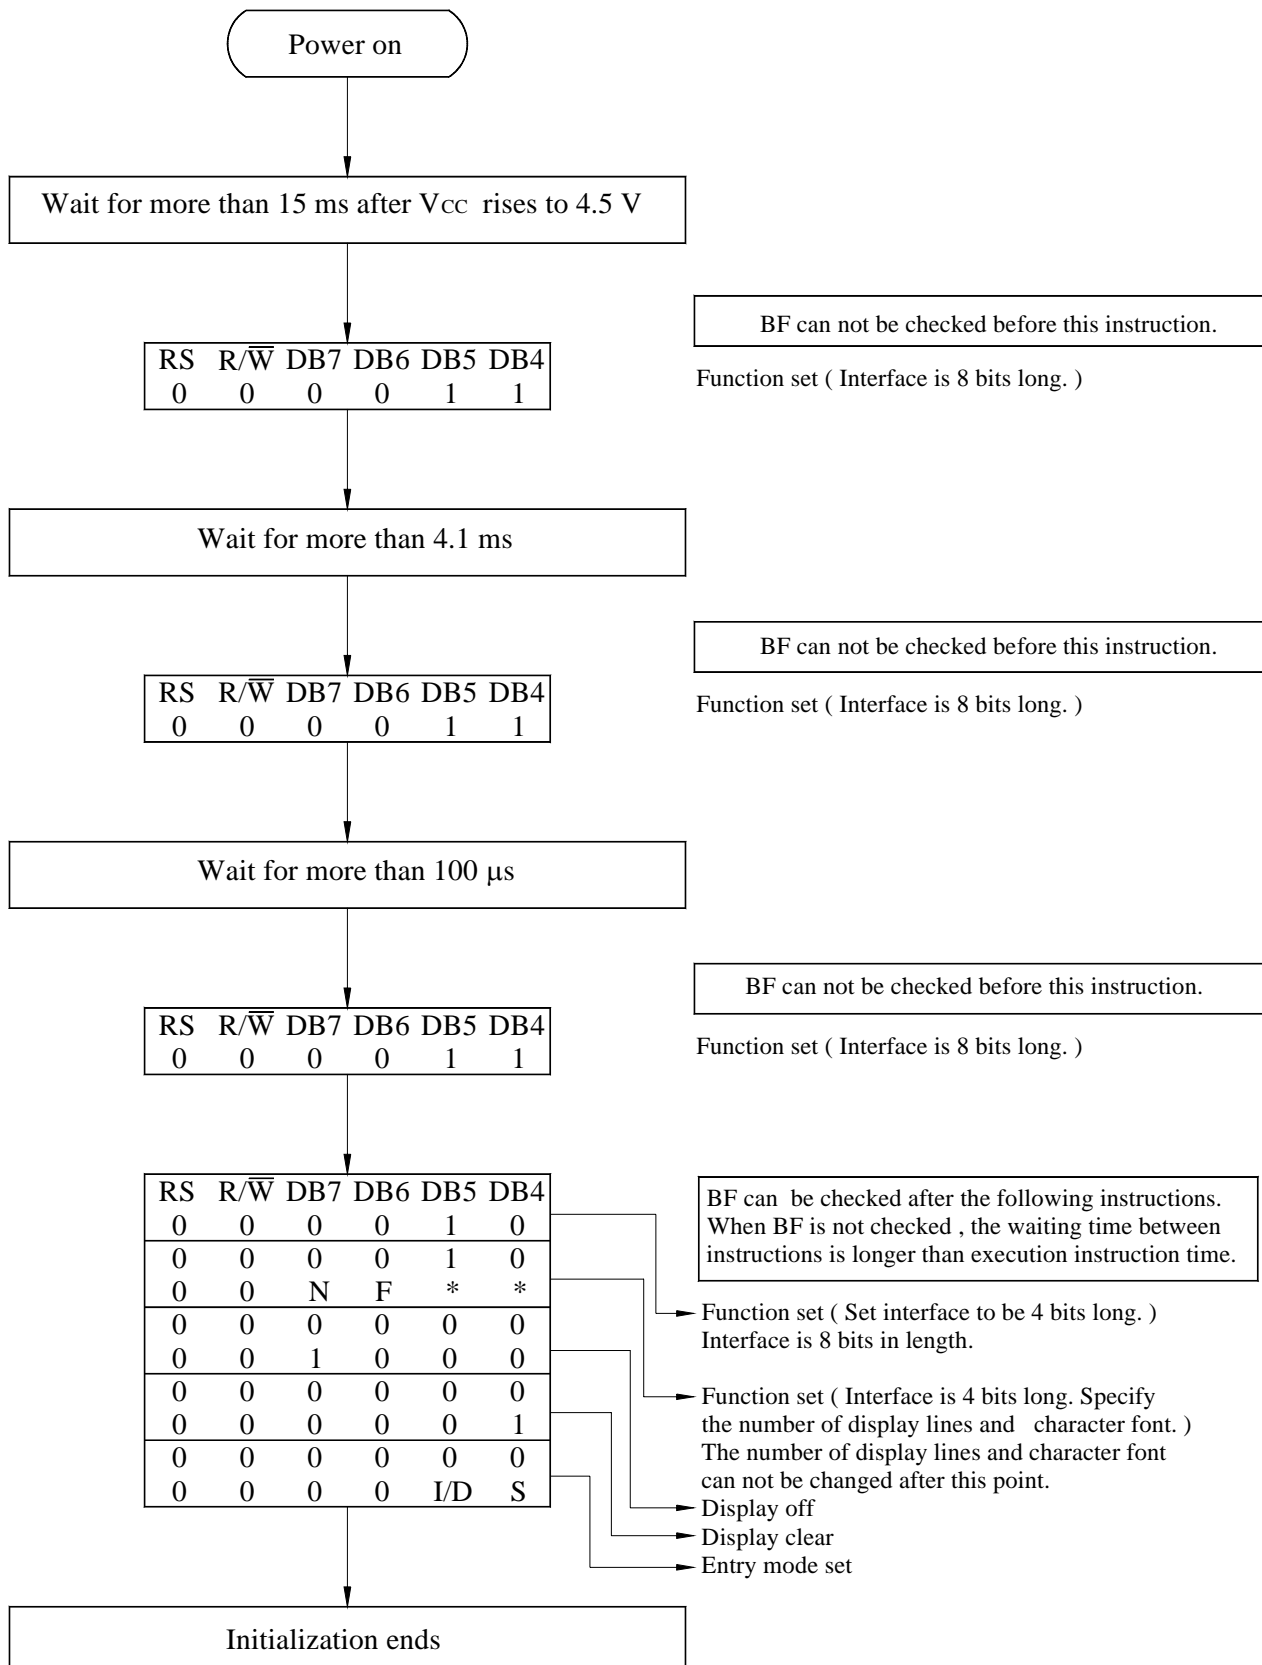 Power on
Wait for more than 15 ms after VCC rises to 4.5 V
BF can not be checked before this instruction.
RS R/W̅ DB7 DB6 DB5 DB4
0 0 0 0 1 1
Function set ( Interface is 8 bits long. )
Wait for more than 4.1 ms
BF can not be checked before this instruction.
RS R/W̅ DB7 DB6 DB5 DB4
0 0 0 0 1 1
Function set ( Interface is 8 bits long. )
Wait for more than 100 μs
BF can not be checked before this instruction.
RS R/W̅ DB7 DB6 DB5 DB4
0 0 0 0 1 1
Function set ( Interface is 8 bits long. )
RS R/W̅ DB7 DB6 DB5 DB4
0 0 0 0 1 0
0 0 0 0 1 0
0 0 N F * *
0 0 0 0 0 0
0 0 1 0 0 0
0 0 0 0 0 0
0 0 0 0 0 1
0 0 0 0 0 0
0 0 0 0 I/D S
BF can be checked after the following instructions.
When BF is not checked , the waiting time between
instructions is longer than execution instruction time.
Function set ( Set interface to be 4 bits long. )
Interface is 8 bits in length.
Function set ( Interface is 4 bits long. Specify
the number of display lines and character font. )
The number of display lines and character font
can not be changed after this point.
Display off
Display clear
Entry mode set
Initialization ends